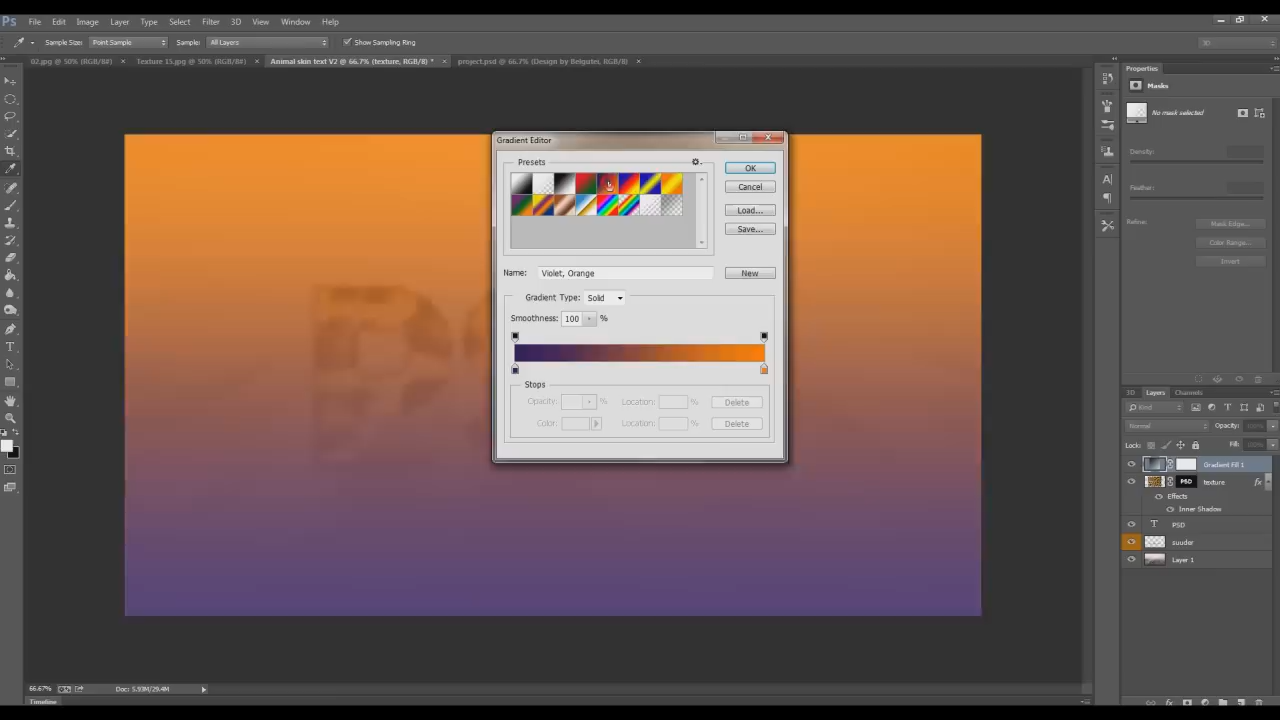 Ps File Edit Image Layer Type Select Filter 3D View Window Help
Sample Size: Point Sample Sample: All Layers Show Sampling Ring 3D
02.jpg @ 50% (RGB/8#) × Texture 15.jpg @ 50% (RGB/8#) × Animal skin text V2 @ 66.7% (texture, RGB/8) * × project.psd @ 66.7% (Design by Belgutei, RGB/8) ×
Properties
Masks
No mask selected
Density:
Feather:
Refine: Mask Edge...
Color Range...
Invert
Gradient Editor
Presets
OK
Cancel
Load...
Save...
Name: Violet, Orange New
Gradient Type: Solid
Smoothness: 100 %
Stops
Opacity: % Location: % Delete
Color: Location: % Delete
3D Layers Channels
Kind
Normal Opacity: 100%
Lock: Fill: 100%
Gradient Fill 1
PSD texture fx
Effects
Inner Shadow
T PSD
suuder
Layer 1
66.67% Doc: 5.93M/29.4M
Timeline